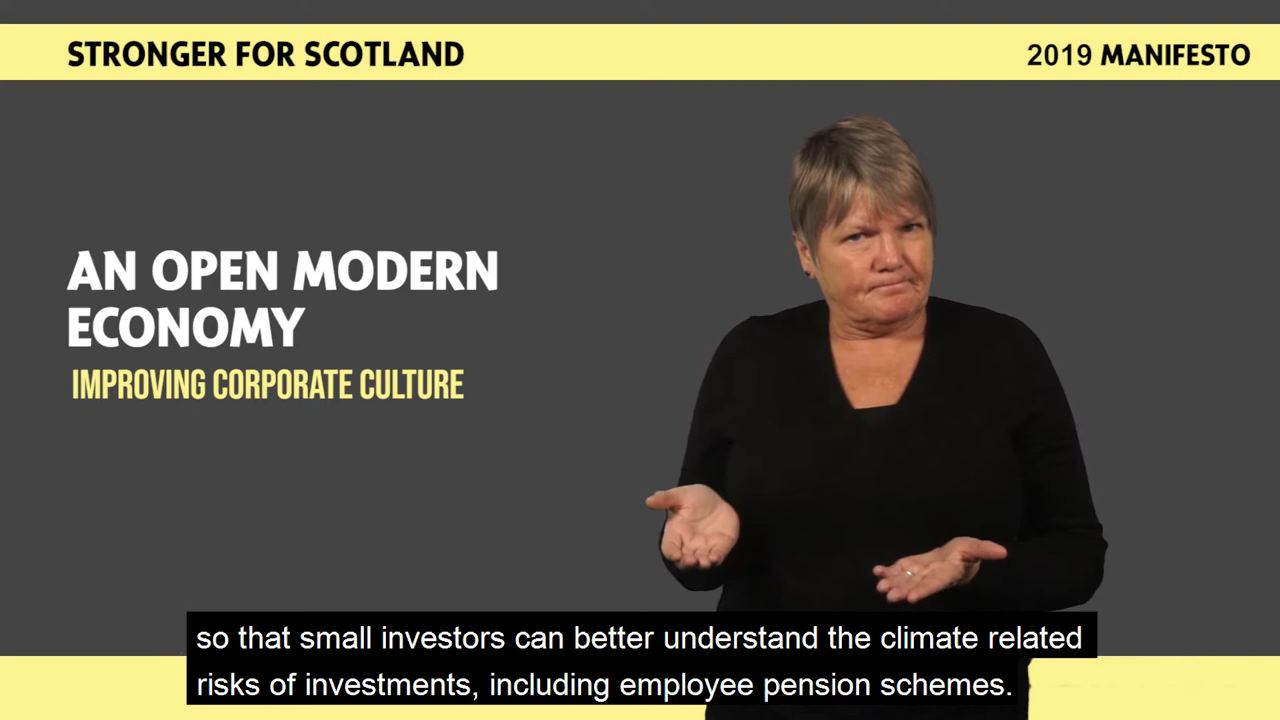 STRONGER FOR SCOTLAND
2019 MANIFESTO
AN OPEN MODERN
ECONOMY
IMPROVING CORPORATE CULTURE
so that small investors can better understand the climate related
risks of investments, including employee pension schemes.